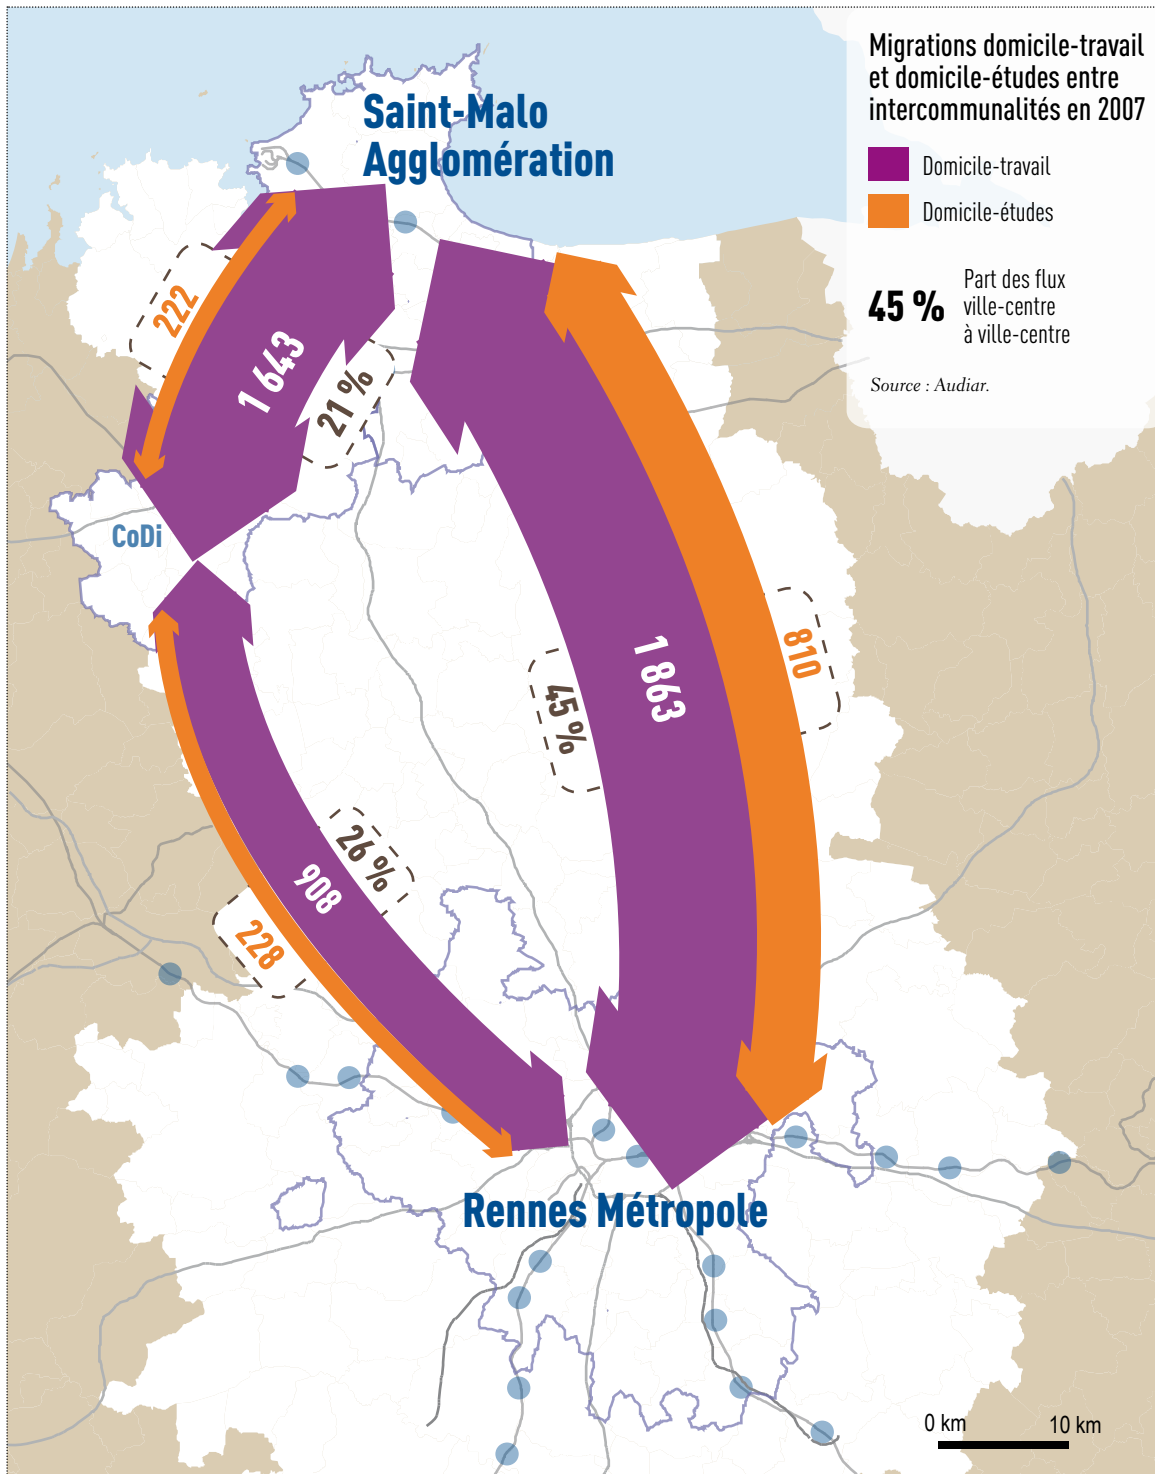 Migrations domicile-travail
et domicile-études entre
intercommunalités en 2007
Domicile-travail
Domicile-études
45 %
Part des flux
ville-centre
à ville-centre
Source : Audiar.
Saint-Malo
Agglomération
222
1 643
21 %
CoDi
1 863
810
45 %
26 %
908
228
Rennes Métropole
0 km
10 km